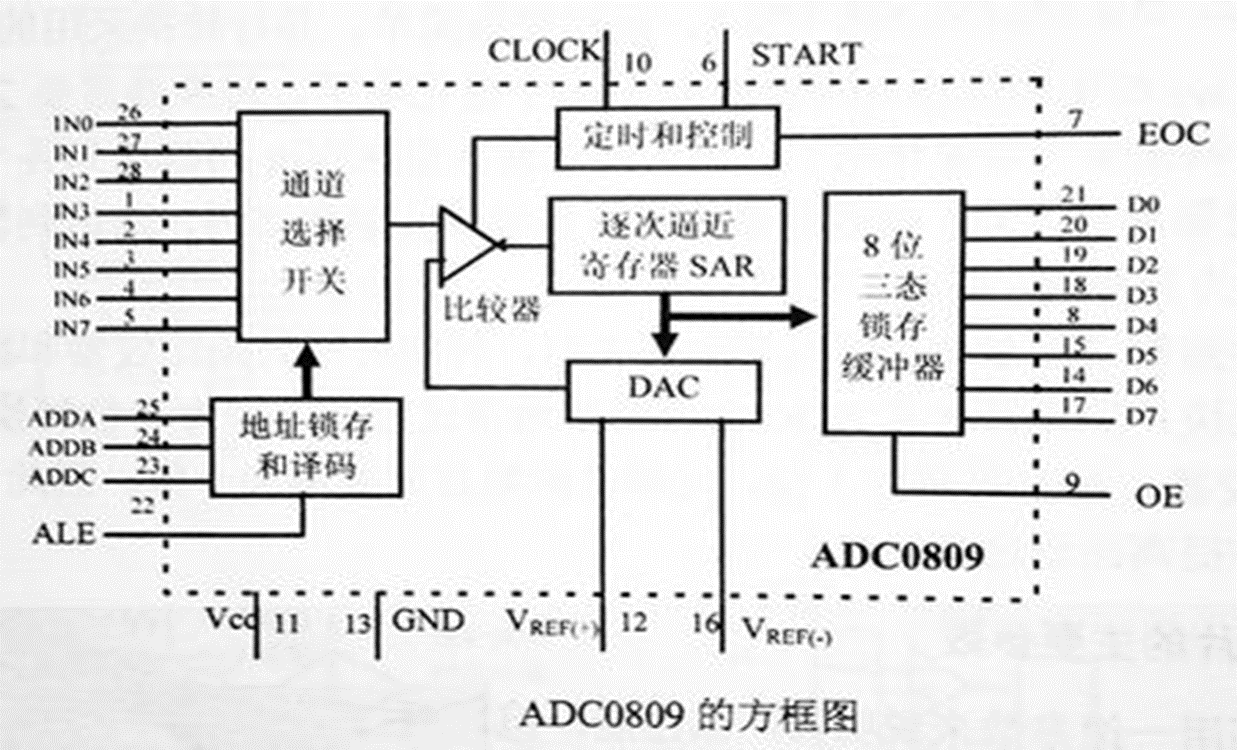 CLOCK 10 6 START
IN0 26
IN1 27
IN2 28
IN3 1
IN4 2
IN5 3
IN6 4
IN7 5
通道
选择
开关
定时和控制
7 EOC
比较器
逐次逼近
寄存器 SAR
DAC
8 位
三态
锁存
缓冲器
21 D0
20 D1
19 D2
18 D3
8 D4
15 D5
14 D6
17 D7
ADDA 25
ADDB 24
ADDC 23
22
ALE
地址锁存
和译码
9 OE
ADC0809
Vcc 11 13 GND VREF(+) 12 16 VREF(-)
ADC0809 的方框图